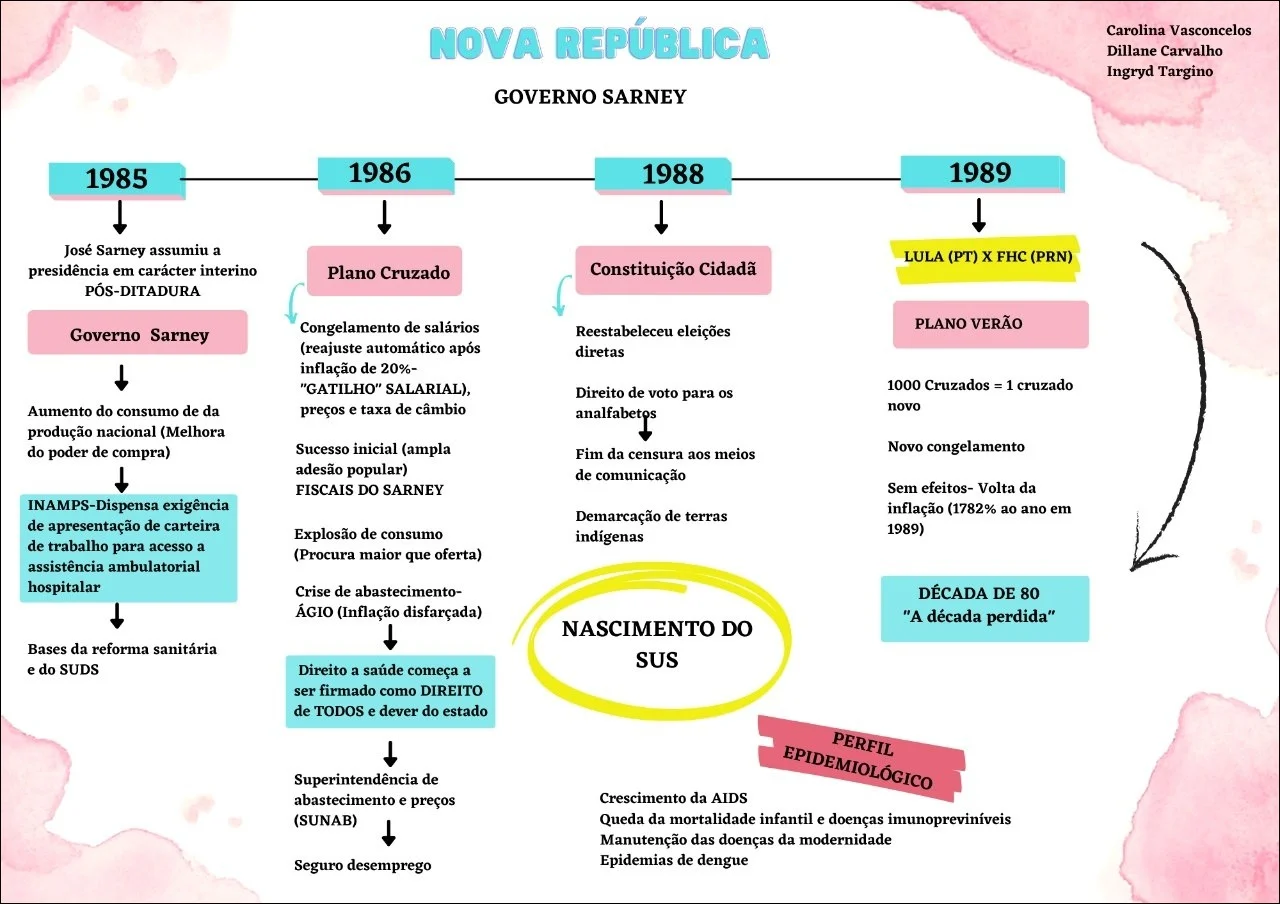 NOVA REPÚBLICA
GOVERNO SARNEY
Carolina Vasconcelos
Dillane Carvalho
Ingryd Targino
1985
José Sarney assumiu a
presidência em carácter interino
PÓS-DITADURA
Governo Sarney
Aumento do consumo de da
produção nacional (Melhora
do poder de compra)
INAMPS-Dispensa exigência
de apresentação de carteira
de trabalho para acesso a
assistência ambulatorial
hospitalar
Bases da reforma sanitária
e do SUDS
1986
Plano Cruzado
Congelamento de salários
(reajuste automático após
inflação de 20%-
"GATILHO" SALARIAL),
preços e taxa de câmbio
Sucesso inicial (ampla
adesão popular)
FISCAIS DO SARNEY
Explosão de consumo
(Procura maior que oferta)
Crise de abastecimento-
ÁGIO (Inflação disfarçada)
Direito a saúde começa a
ser firmado como DIREITO
de TODOS e dever do estado
Superintendência de
abastecimento e preços
(SUNAB)
Seguro desemprego
1988
Constituição Cidadã
Reestabeleceu eleições
diretas
Direito de voto para os
analfabetos
Fim da censura aos meios
de comunicação
Demarcação de terras
indígenas
NASCIMENTO DO
SUS
1989
LULA (PT) X FHC (PRN)
PLANO VERÃO
1000 Cruzados = 1 cruzado
novo
Novo congelamento
Sem efeitos- Volta da
inflação (1782% ao ano em
1989)
DÉCADA DE 80
"A década perdida"
PERFIL
EPIDEMIOLÓGICO
Crescimento da AIDS
Queda da mortalidade infantil e doenças imunopreviníveis
Manutenção das doenças da modernidade
Epidemias de dengue